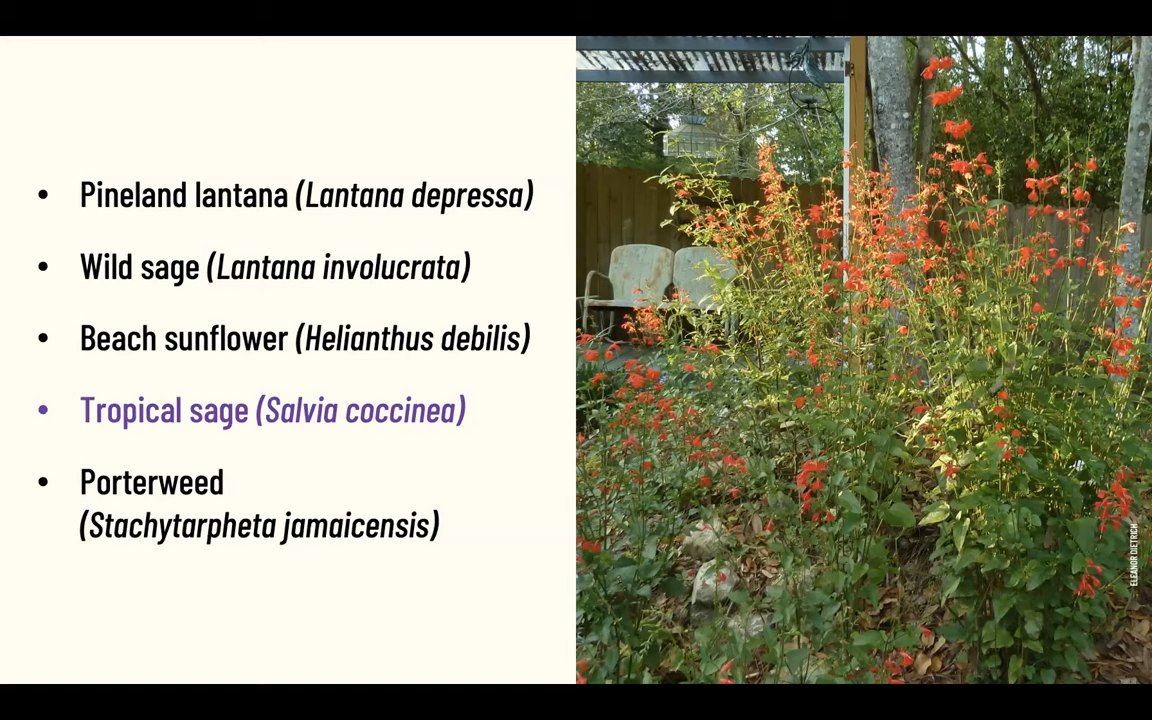 • Pineland lantana (Lantana depressa)
• Wild sage (Lantana involucrata)
• Beach sunflower (Helianthus debilis)
• Tropical sage (Salvia coccinea)
• Porterweed
(Stachytarpheta jamaicensis)
ELEANOR DIETRICH